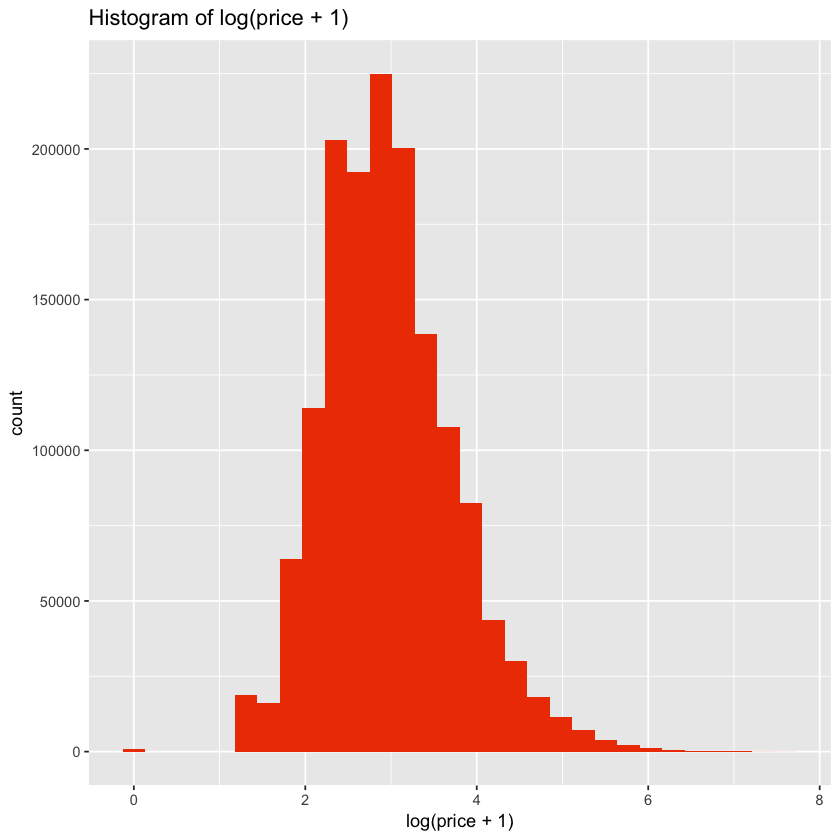 Histogram of log(price + 1)
200000
150000
100000
50000
0
count
0 2 4 6 8
log(price + 1)